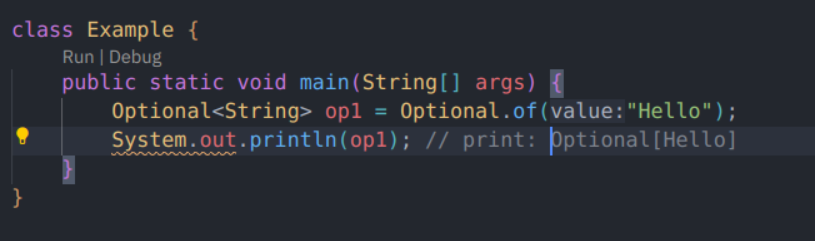 class Example {
Run | Debug
public static void main(String[] args) {
Optional<String> op1 = Optional.of(value:"Hello");
System.out.println(op1); // print: Optional[Hello]
}
}